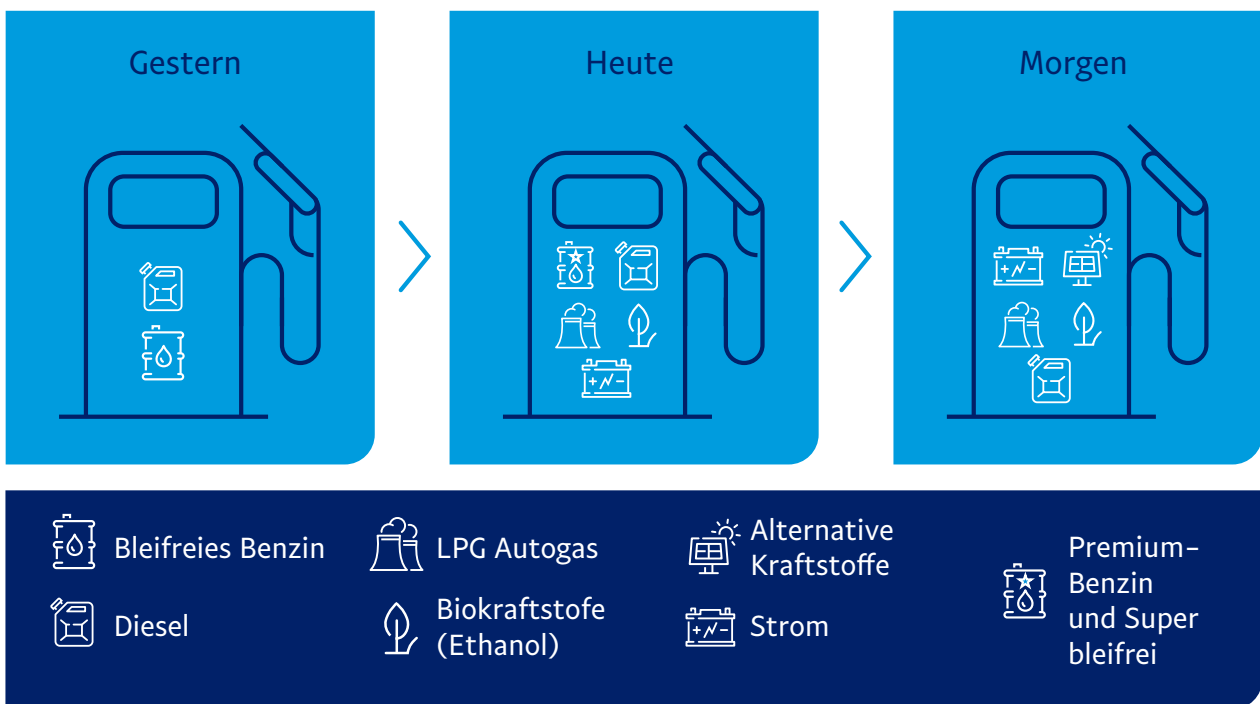 Gestern
Heute
Morgen
Bleifreies Benzin
Diesel
LPG Autogas
Biokraftstofe
(Ethanol)
Alternative
Kraftstoffe
Strom
Premium-
Benzin
und Super
bleifrei